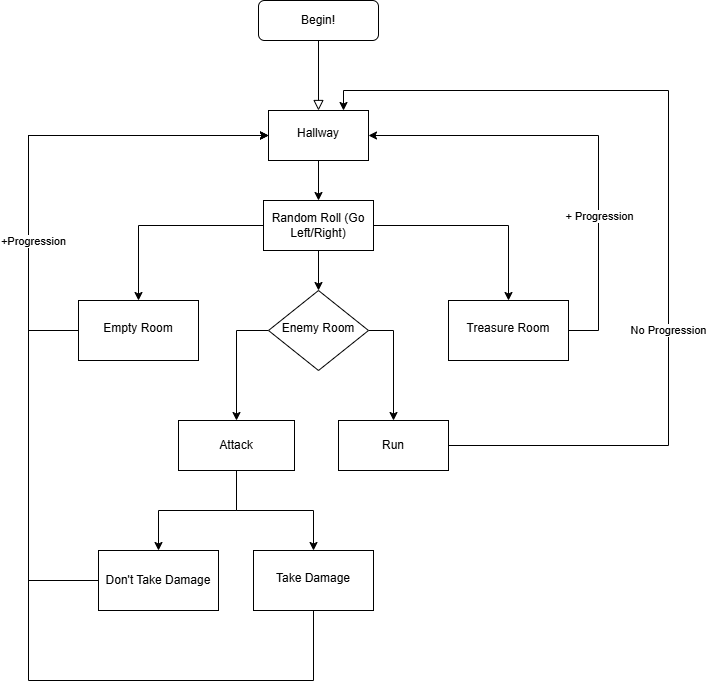 Begin!
Hallway
Random Roll (Go
Left/Right)
+ Progression
+Progression
Empty Room
Enemy Room
Treasure Room
No Progression
Attack
Run
Don't Take Damage
Take Damage